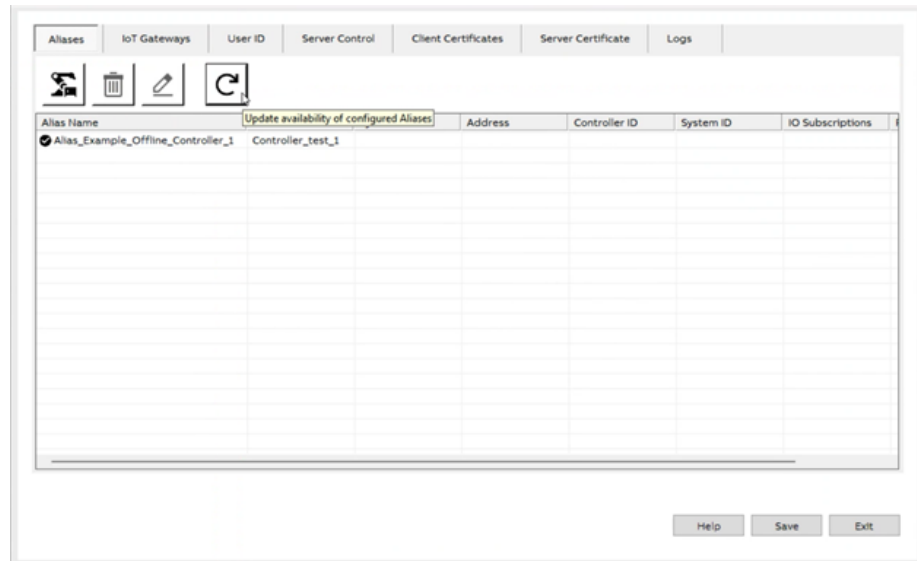 Aliases IoT Gateways User ID Server Control Client Certificates Server Certificate Logs
Update availability of configured Aliases
Alias Name Address Controller ID System ID IO Subscriptions
Alias_Example_Offline_Controller_1 Controller_test_1
Help Save Exit